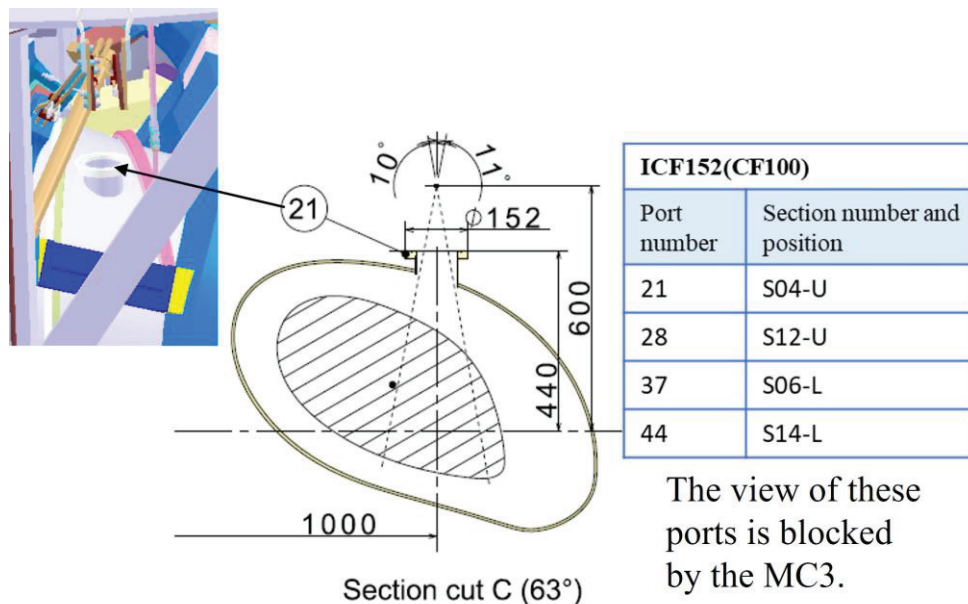 10°
11°
21
∅152
600
440
1000
Section cut C (63°)
ICF152(CF100)
Port number
Section number and position
21
S04-U
28
S12-U
37
S06-L
44
S14-L
The view of these
ports is blocked
by the MC3.